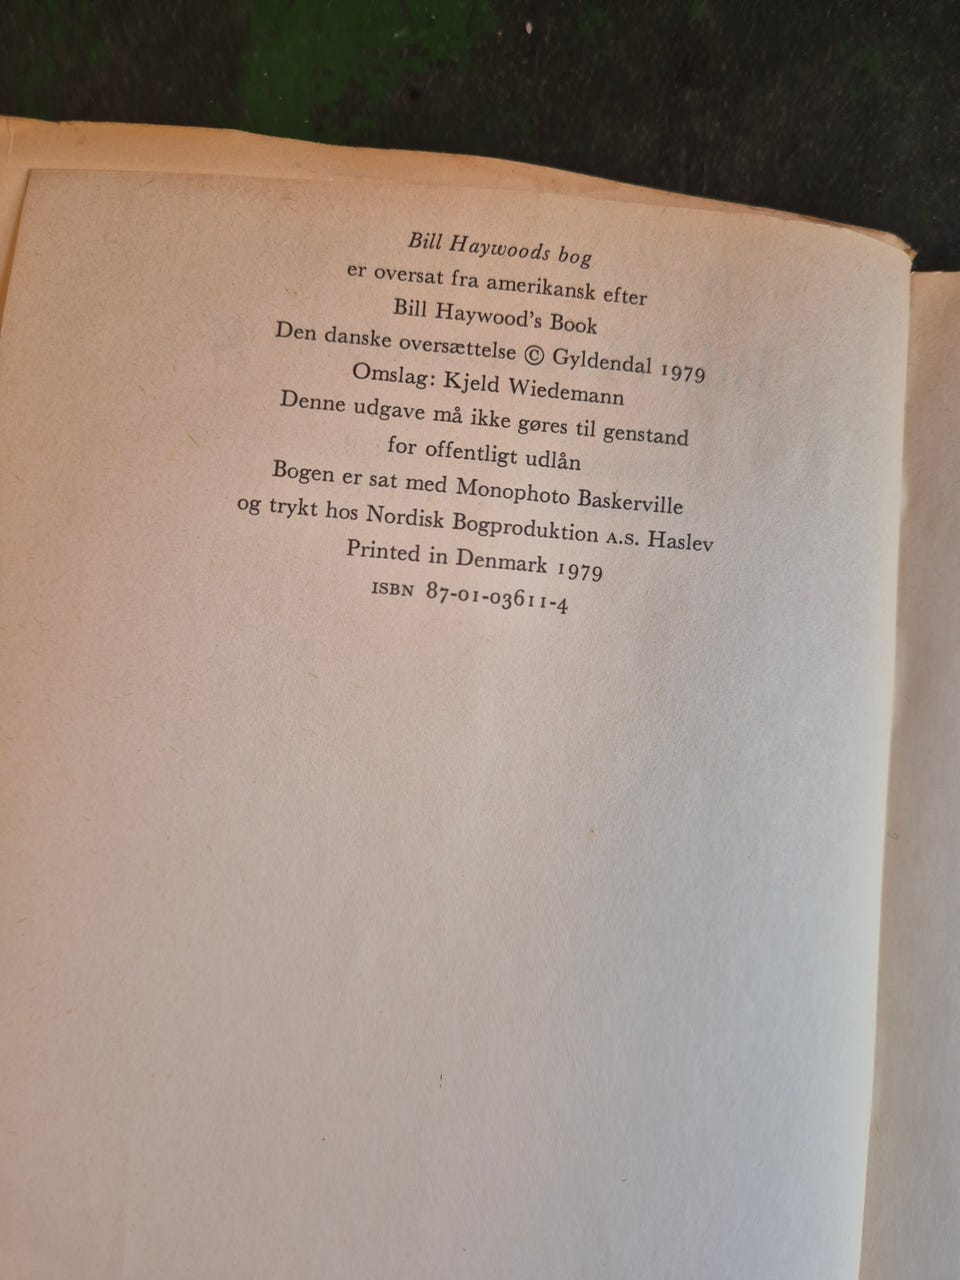 Bill Haywoods bog
er oversat fra amerikansk efter
Bill Haywood's Book
Den danske oversættelse © Gyldendal 1979
Omslag: Kjeld Wiedemann
Denne udgave må ikke gøres til genstand
for offentligt udlån
Bogen er sat med Monophoto Baskerville
og trykt hos Nordisk Bogproduktion A.S. Haslev
Printed in Denmark 1979
ISBN 87-01-03611-4